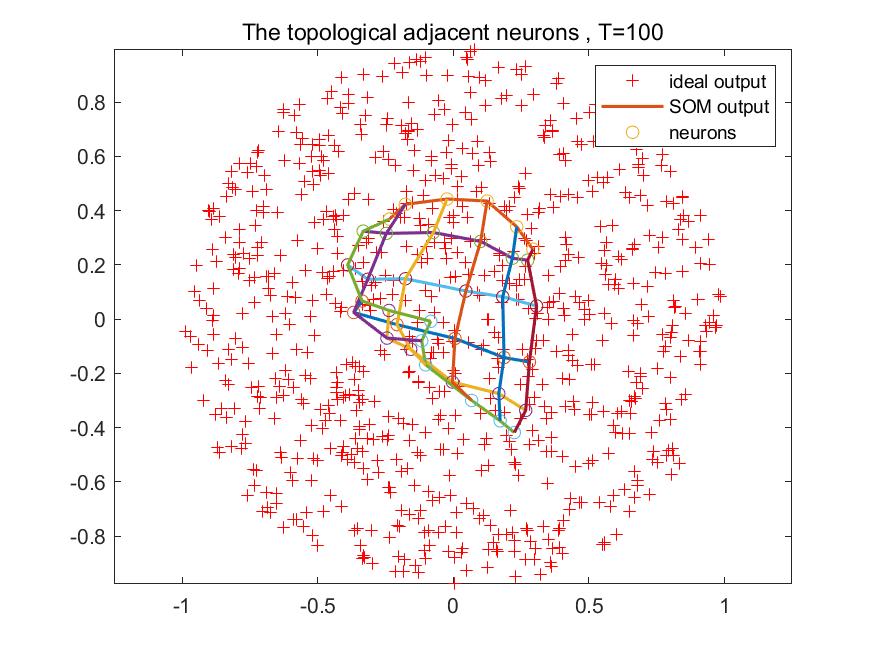 The topological adjacent neurons , T=100
ideal output
SOM output
neurons
0.8
0.6
0.4
0.2
0
-0.2
-0.4
-0.6
-0.8
-1 -0.5 0 0.5 1